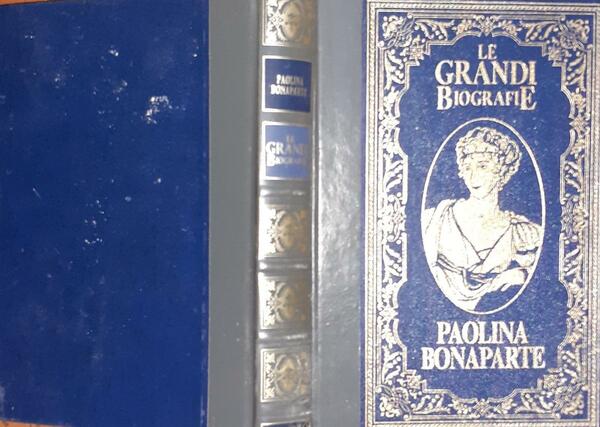 PAOLINA
BONAPARTE
LE
GRANDI
BIOGRAFIE
LE
GRANDI
BIOGRAFIE
PAOLINA
BONAPARTE